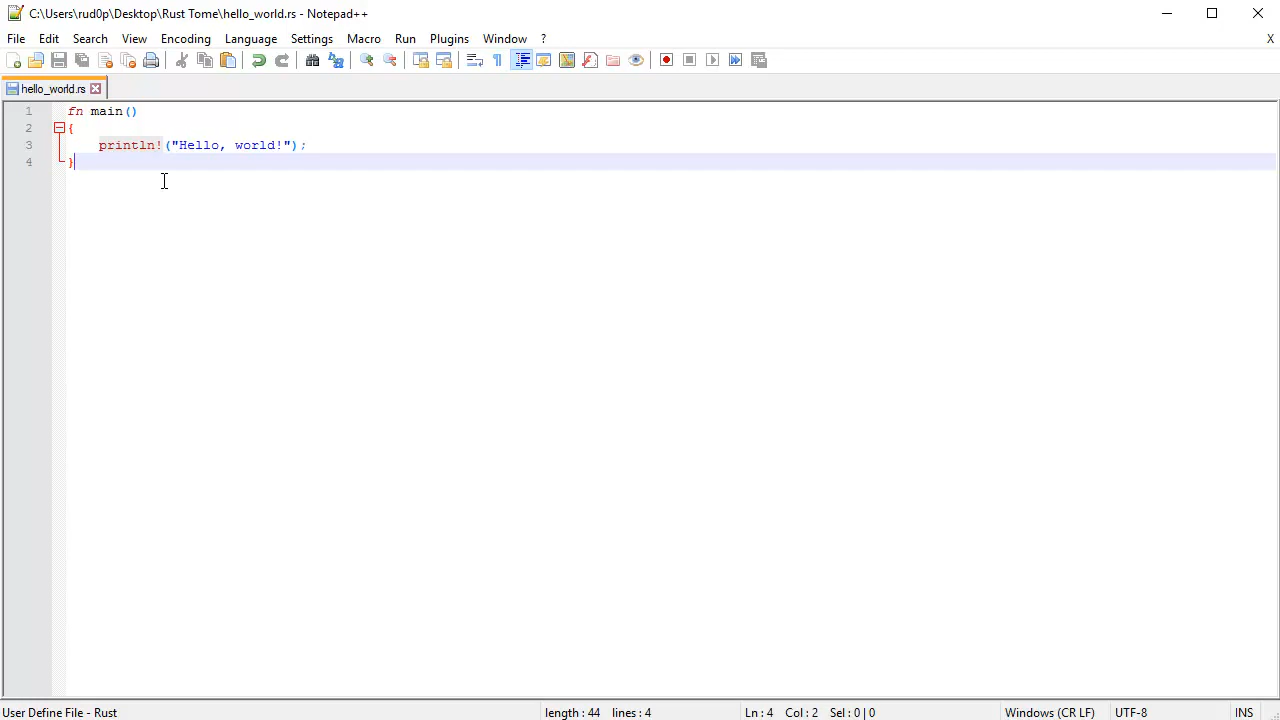 C:\Users\rud0p\Desktop\Rust Tome\hello_world.rs - Notepad++
File Edit Search View Encoding Language Settings Macro Run Plugins Window ? X
hello_world.rs
1 fn main()
2 {
3 println!("Hello, world!");
4 }
User Define File - Rust length : 44 lines : 4 Ln : 4 Col : 2 Sel : 0 | 0 Windows (CR LF) UTF-8 INS